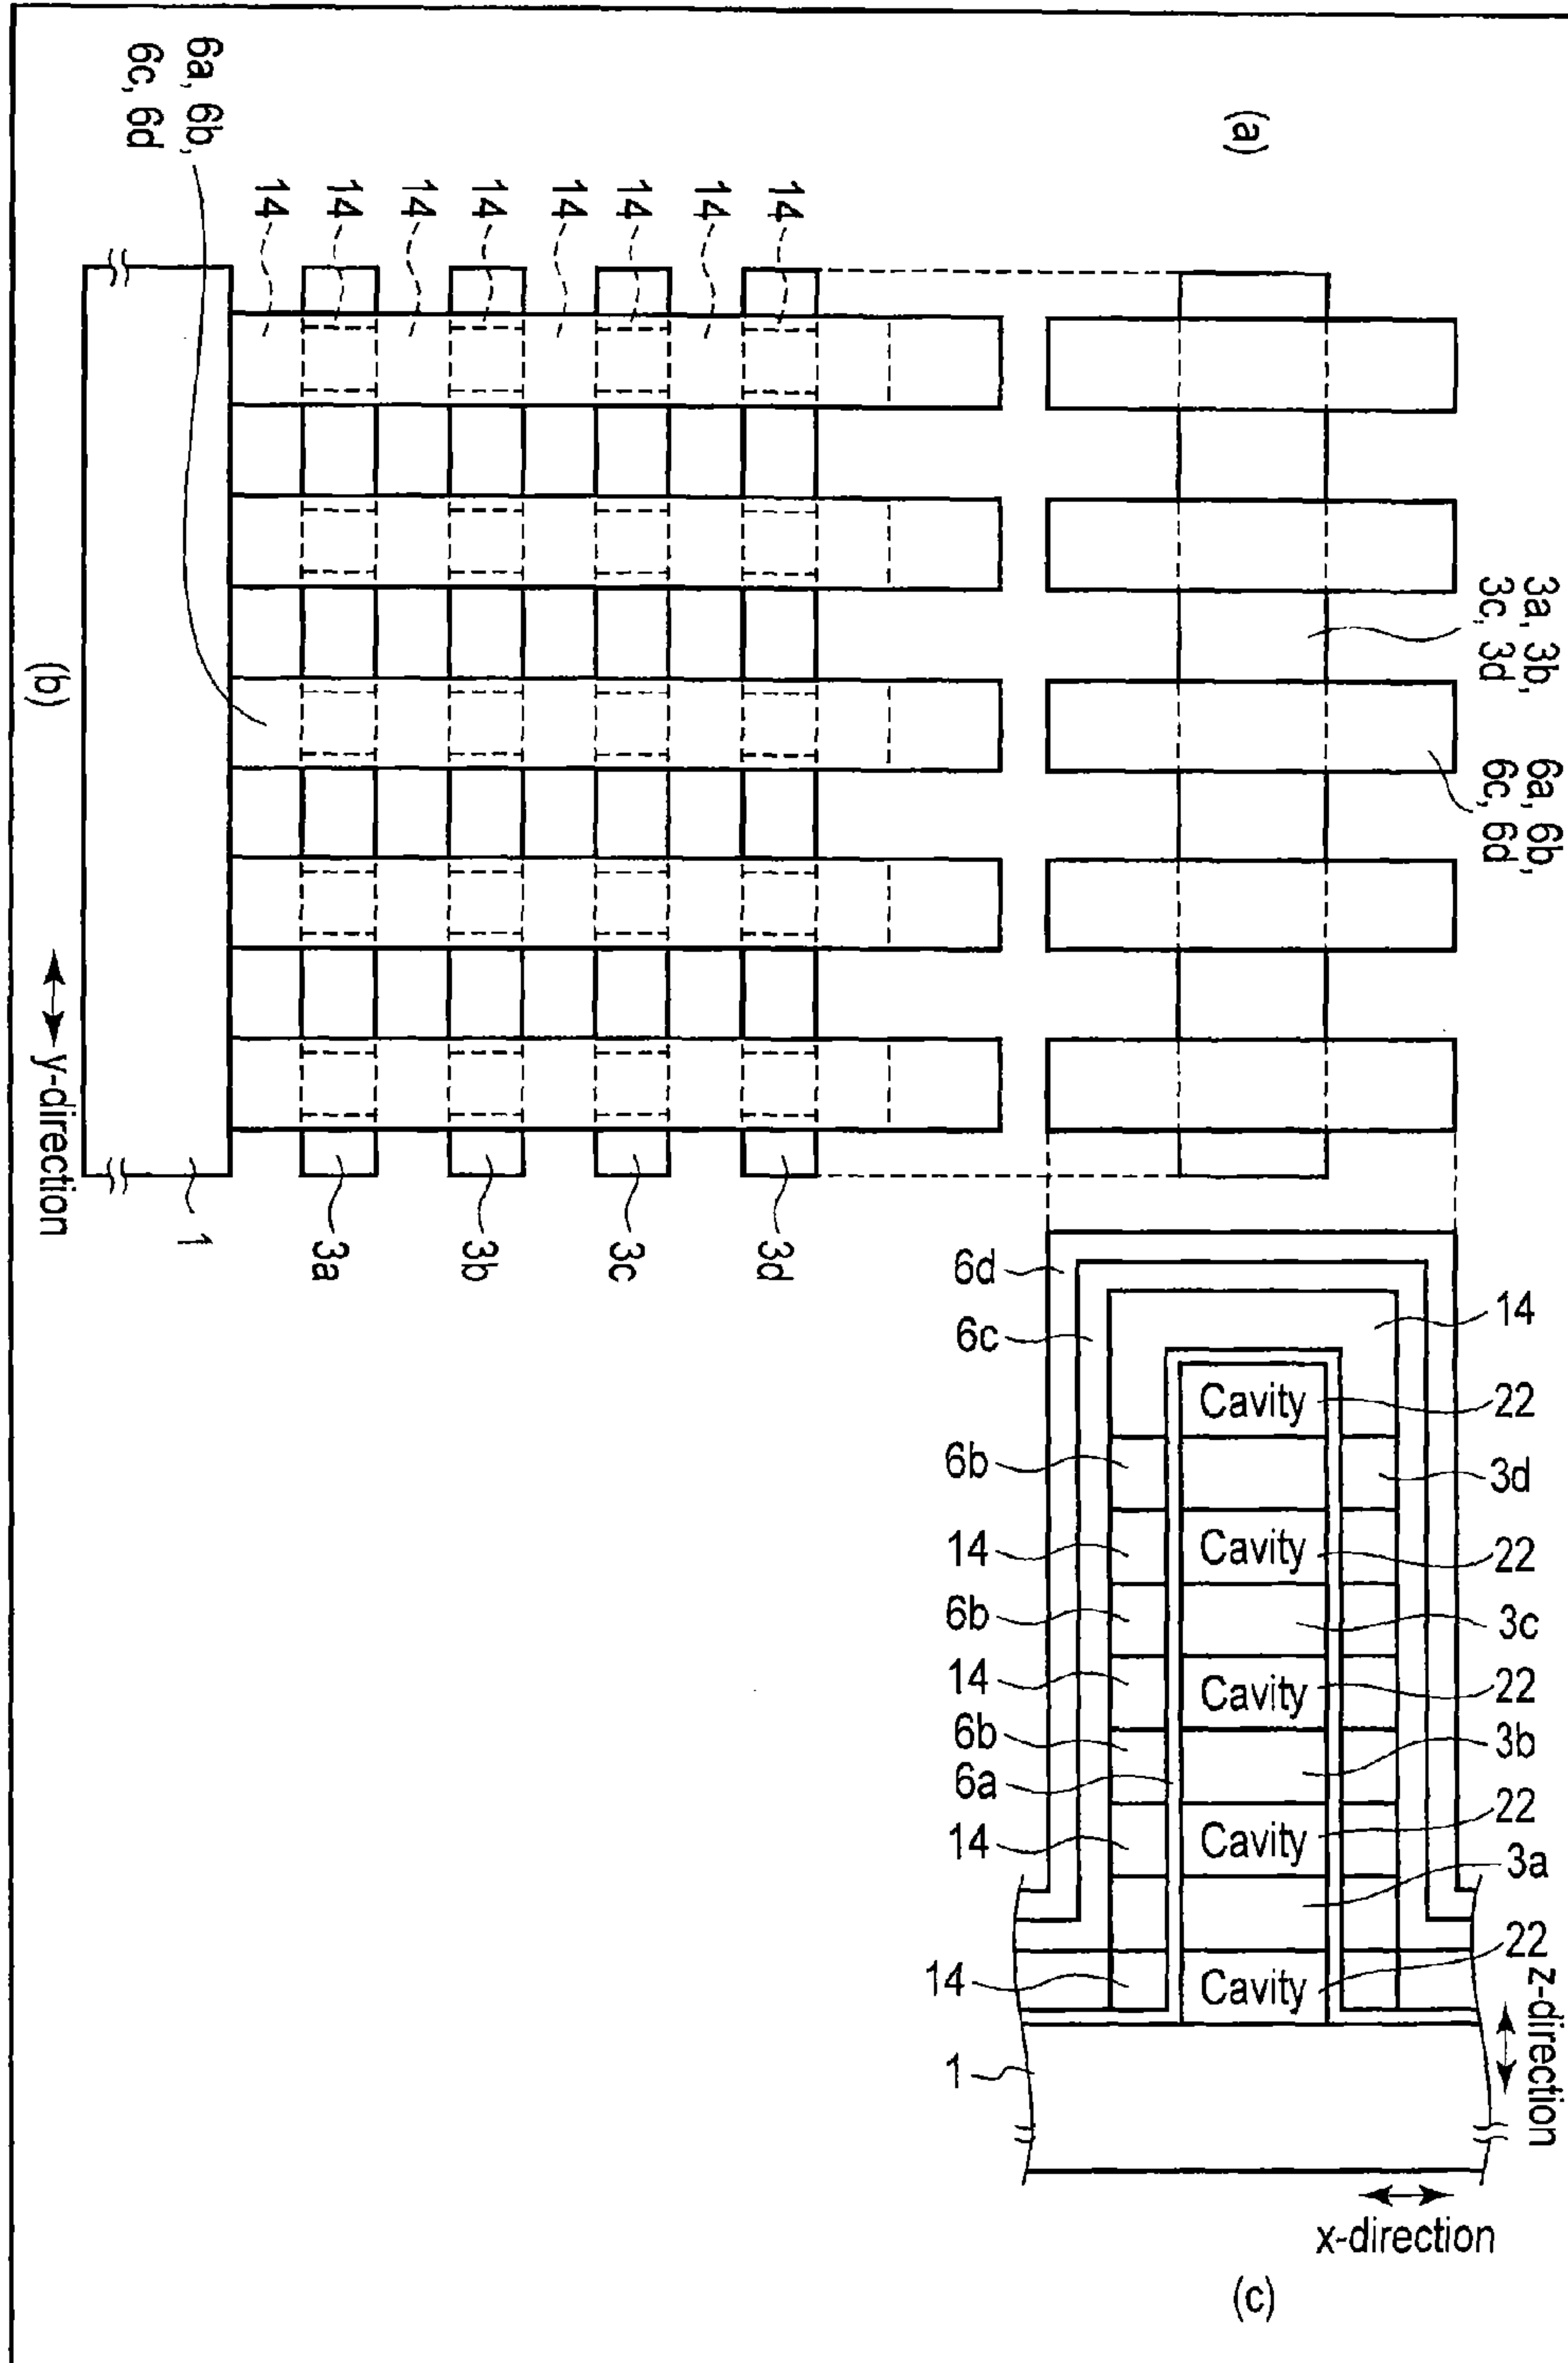 (a)
3a, 3b,
3c, 3d
6a, 6b,
6c, 6d
6a, 6b,
6c, 6d
14
14
14
14
14
14
14
14
3d
3c
3b
3a
1
y-direction
(b)
6d
6c
6b
14
6b
14
6b
6a
14
14
1
Cavity
Cavity
Cavity
Cavity
Cavity
14
22
3d
22
3c
22
3b
22
3a
22
z-direction
x-direction
(c)